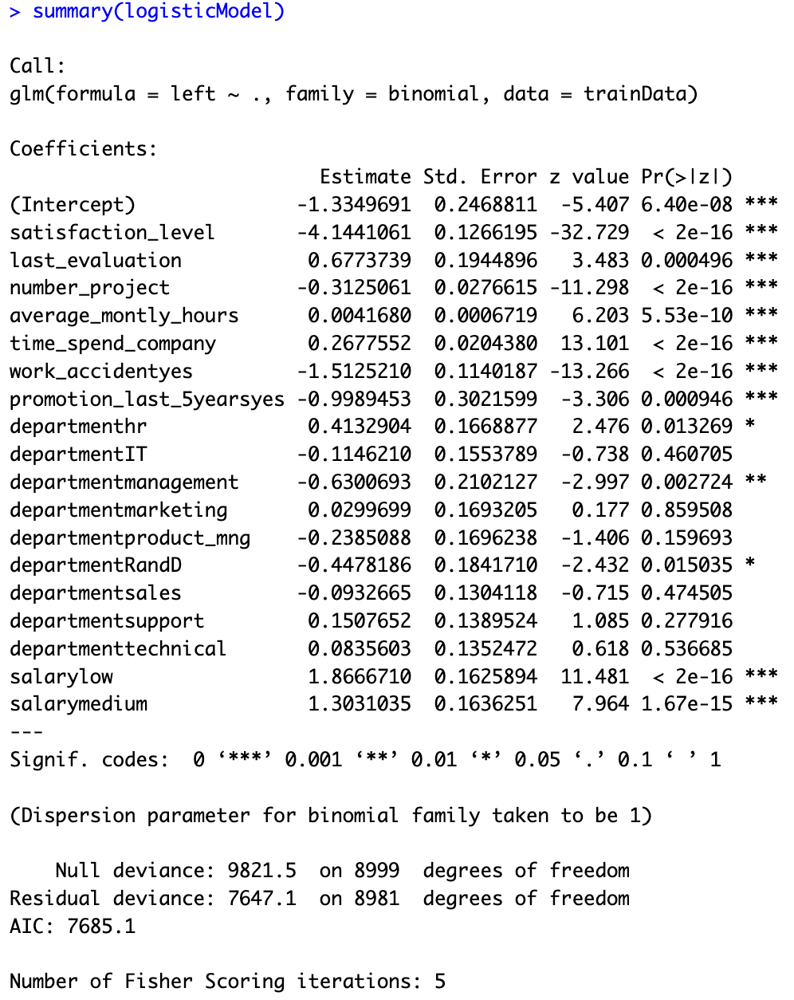 > summary(logisticModel)
Call:
glm(formula = left ~ ., family = binomial, data = trainData)
Coefficients:
Estimate Std. Error z value Pr(>|z|)
(Intercept) -1.3349691 0.2468811 -5.407 6.40e-08 ***
satisfaction_level -4.1441061 0.1266195 -32.729 < 2e-16 ***
last_evaluation 0.6773739 0.1944896 3.483 0.000496 ***
number_project -0.3125061 0.0276615 -11.298 < 2e-16 ***
average_montly_hours 0.0041680 0.0006719 6.203 5.53e-10 ***
time_spend_company 0.2677552 0.0204380 13.101 < 2e-16 ***
work_accidentyes -1.5125210 0.1140187 -13.266 < 2e-16 ***
promotion_last_5yearsyes -0.9989453 0.3021599 -3.306 0.000946 ***
departmenthr 0.4132904 0.1668877 2.476 0.013269 *
departmentIT -0.1146210 0.1553789 -0.738 0.460705
departmentmanagement -0.6300693 0.2102127 -2.997 0.002724 **
departmentmarketing 0.0299699 0.1693205 0.177 0.859508
departmentproduct_mng -0.2385088 0.1696238 -1.406 0.159693
departmentRandD -0.4478186 0.1841710 -2.432 0.015035 *
departmentsales -0.0932665 0.1304118 -0.715 0.474505
departmentsupport 0.1507652 0.1389524 1.085 0.277916
departmenttechnical 0.0835603 0.1352472 0.618 0.536685
salarylow 1.8666710 0.1625894 11.481 < 2e-16 ***
salarymedium 1.3031035 0.1636251 7.964 1.67e-15 ***
---
Signif. codes: 0 ‘***’ 0.001 ‘**’ 0.01 ‘*’ 0.05 ‘.’ 0.1 ‘ ’ 1
(Dispersion parameter for binomial family taken to be 1)
Null deviance: 9821.5 on 8999 degrees of freedom
Residual deviance: 7647.1 on 8981 degrees of freedom
AIC: 7685.1
Number of Fisher Scoring iterations: 5